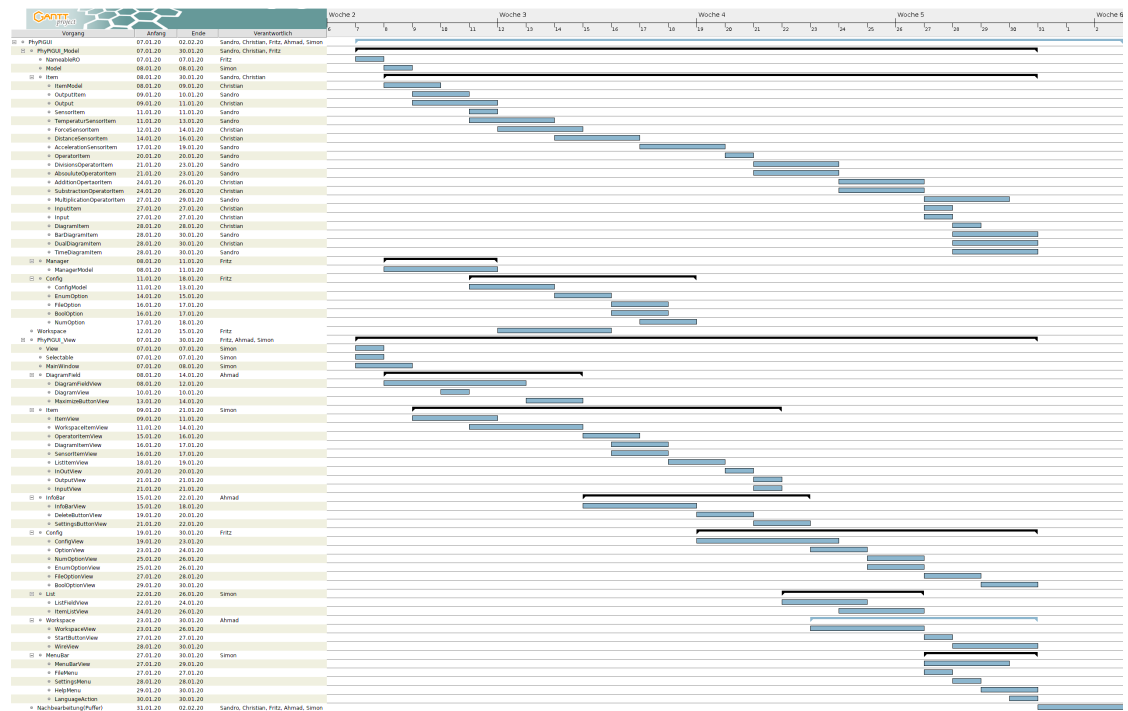 GANTT project
Woche 2 Woche 3 Woche 4 Woche 5 Woche 6
Vorgang Anfang Ende Verantwortlich
6 7 8 9 10 11 12 13 14 15 16 17 18 19 20 21 22 23 24 25 26 27 28 29 30 31 1 2
PhyPiGUI 07.01.20 02.02.20 Sandro, Christian, Fritz, Ahmad, Simon
PhyPiGUI_Model 07.01.20 30.01.20 Sandro, Christian, Fritz
NameableRO 07.01.20 07.01.20 Fritz
Model 08.01.20 08.01.20 Simon
Item 08.01.20 30.01.20 Sandro, Christian
ItemModel 08.01.20 09.01.20 Christian
OutputItem 09.01.20 10.01.20 Sandro
Output 09.01.20 11.01.20 Christian
SensorItem 11.01.20 11.01.20 Sandro
TemperaturSensorItem 11.01.20 13.01.20 Sandro
ForceSensorItem 12.01.20 14.01.20 Christian
DistanceSensorItem 14.01.20 16.01.20 Christian
AccelerationSensorItem 17.01.20 19.01.20 Sandro
OperatorItem 20.01.20 20.01.20 Sandro
DivisionsOperatorItem 21.01.20 23.01.20 Sandro
AbsouluteOperatorItem 21.01.20 23.01.20 Sandro
AdditionOpertaorItem 24.01.20 26.01.20 Christian
SubstractionOperatorItem 24.01.20 26.01.20 Christian
MultiplicationOperatorItem 27.01.20 29.01.20 Sandro
InputItem 27.01.20 27.01.20 Christian
Input 27.01.20 27.01.20 Christian
DiagramItem 28.01.20 28.01.20 Christian
BarDiagramItem 28.01.20 30.01.20 Sandro
DualDiagramItem 28.01.20 30.01.20 Christian
TimeDiagramItem 28.01.20 30.01.20 Sandro
Manager 08.01.20 11.01.20 Fritz
ManagerModel 08.01.20 11.01.20
Config 11.01.20 18.01.20 Fritz
ConfigModel 11.01.20 13.01.20
EnumOption 14.01.20 15.01.20
FileOption 16.01.20 17.01.20
BoolOption 16.01.20 17.01.20
NumOption 17.01.20 18.01.20
Workspace 12.01.20 15.01.20 Fritz
PhyPiGUI_View 07.01.20 30.01.20 Fritz, Ahmad, Simon
View 07.01.20 07.01.20 Simon
Selectable 07.01.20 07.01.20 Simon
MainWindow 07.01.20 08.01.20 Simon
DiagramField 08.01.20 14.01.20 Ahmad
DiagramFieldView 08.01.20 12.01.20
DiagramView 10.01.20 10.01.20
MaximizeButtonView 13.01.20 14.01.20
Item 09.01.20 21.01.20 Simon
ItemView 09.01.20 11.01.20
WorkspaceItemView 11.01.20 14.01.20
OperatorItemView 15.01.20 16.01.20
DiagramItemView 16.01.20 17.01.20
SensorItemView 16.01.20 17.01.20
ListItemView 18.01.20 19.01.20
InOutView 20.01.20 20.01.20
OutputView 21.01.20 21.01.20
InputView 21.01.20 21.01.20
InfoBar 15.01.20 22.01.20 Ahmad
InfoBarView 15.01.20 18.01.20
DeleteButtonView 19.01.20 20.01.20
SettingsButtonView 21.01.20 22.01.20
Config 19.01.20 30.01.20 Fritz
ConfigView 19.01.20 23.01.20
OptionView 23.01.20 24.01.20
NumOptionView 25.01.20 26.01.20
EnumOptionView 25.01.20 26.01.20
FileOptionView 27.01.20 28.01.20
BoolOptionView 29.01.20 30.01.20
List 22.01.20 26.01.20 Simon
ListFieldView 22.01.20 24.01.20
ItemListView 24.01.20 26.01.20
Workspace 23.01.20 30.01.20 Ahmad
WorkspaceView 23.01.20 26.01.20
StartButtonView 27.01.20 27.01.20
WireView 28.01.20 30.01.20
MenuBar 27.01.20 30.01.20 Simon
MenuBarView 27.01.20 29.01.20
FileMenu 27.01.20 27.01.20
SettingsMenu 28.01.20 28.01.20
HelpMenu 29.01.20 30.01.20
LanguageAction 30.01.20 30.01.20
Nachbearbeitung(Puffer) 31.01.20 02.02.20 Sandro, Christian, Fritz, Ahmad, Simon